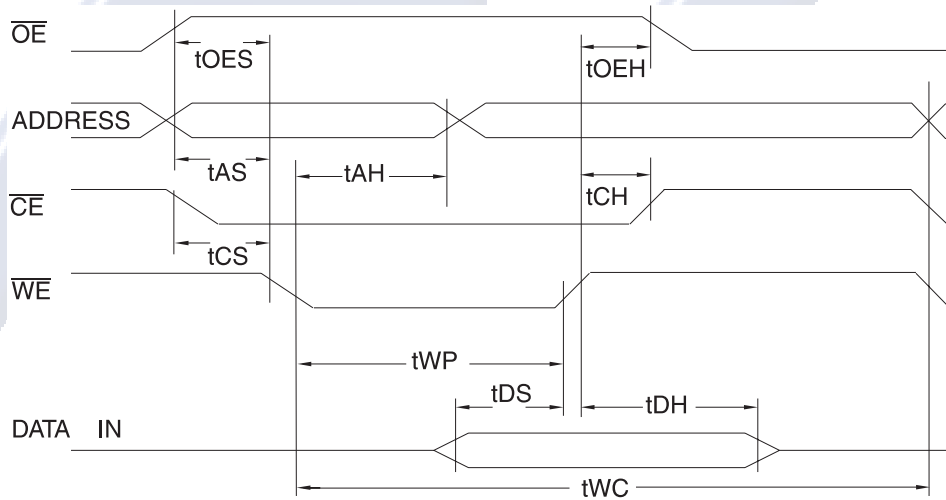 OE
tOES
tOEH
ADDRESS
tAS
tAH
tCH
CE
tCS
WE
tWP
tDS
tDH
DATA IN
tWC